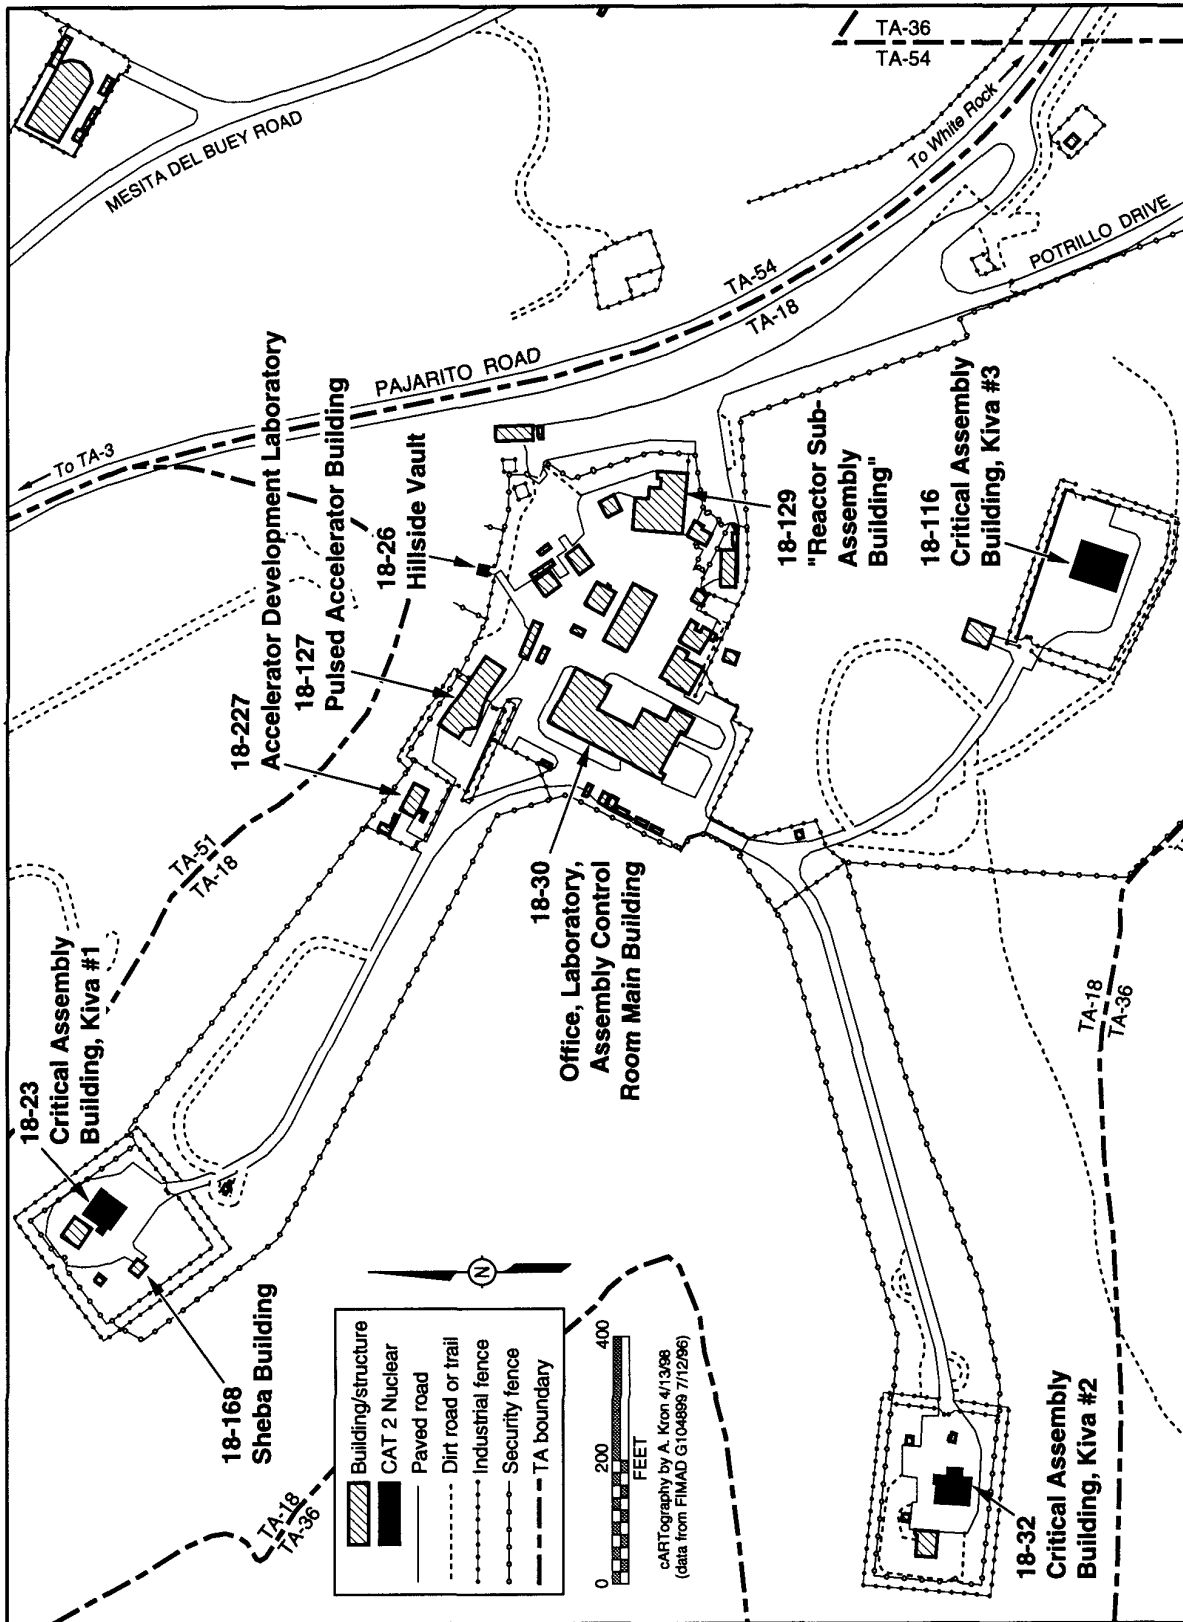 TA-36
TA-54
MESITA DEL BUEY ROAD
To White Rock
POTRILLO DRIVE
TA-54
TA-18
PAJARITO ROAD
To TA-3
18-227
Accelerator Development Laboratory
18-127
Pulsed Accelerator Building
18-26
Hillside Vault
18-129
"Reactor Sub-
Assembly
Building"
18-116
Critical Assembly
Building, Kiva #3
TA-51
TA-18
18-30
Office, Laboratory,
Assembly Control
Room Main Building
18-23
Critical Assembly
Building, Kiva #1
TA-18
TA-36
18-168
Sheba Building
N
Building/structure
CAT 2 Nuclear
Paved road
Dirt road or trail
Industrial fence
Security fence
TA boundary
TA-18
TA-36
0 200 400
FEET
cARTography by A. Kron 4/13/98
(data from FIMAD G104899 7/12/96)
18-32
Critical Assembly
Building, Kiva #2